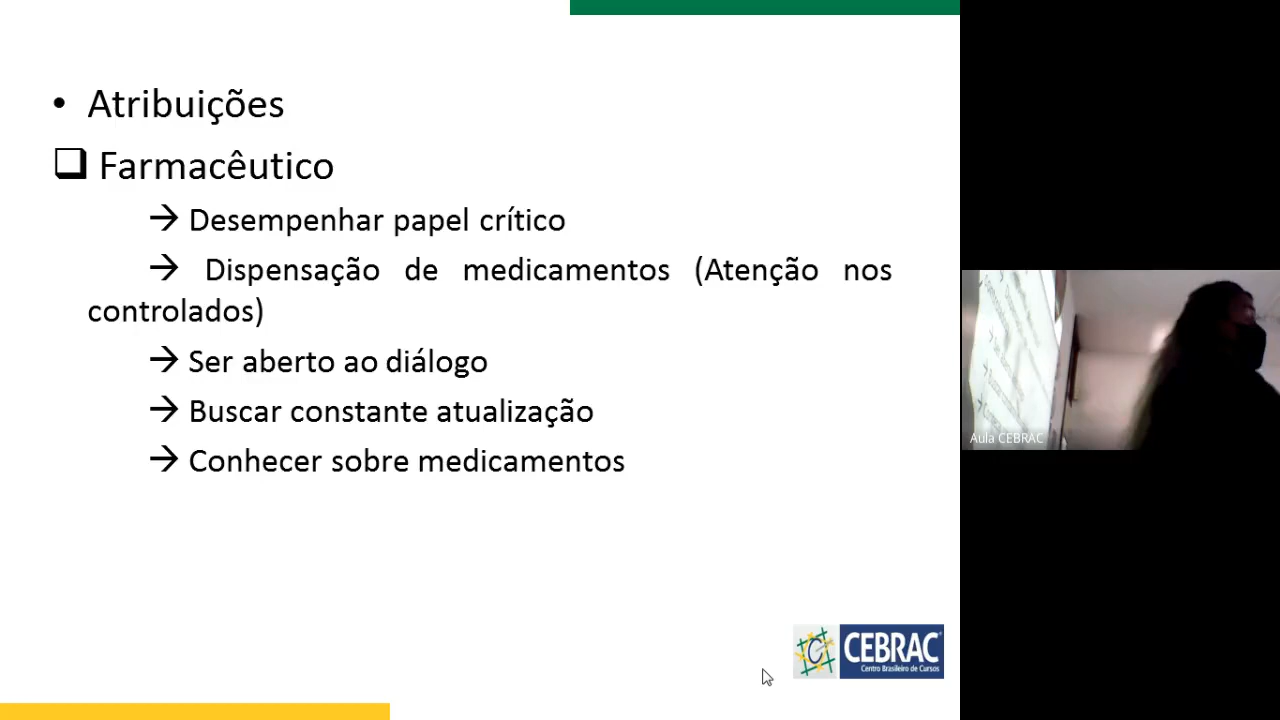 • Atribuições
❑ Farmacêutico
→ Desempenhar papel crítico
→ Dispensação de medicamentos (Atenção nos
controlados)
→ Ser aberto ao diálogo
→ Buscar constante atualização
→ Conhecer sobre medicamentos
Aula CEBRAC
CEBRAC
Centro Brasileiro de Cursos